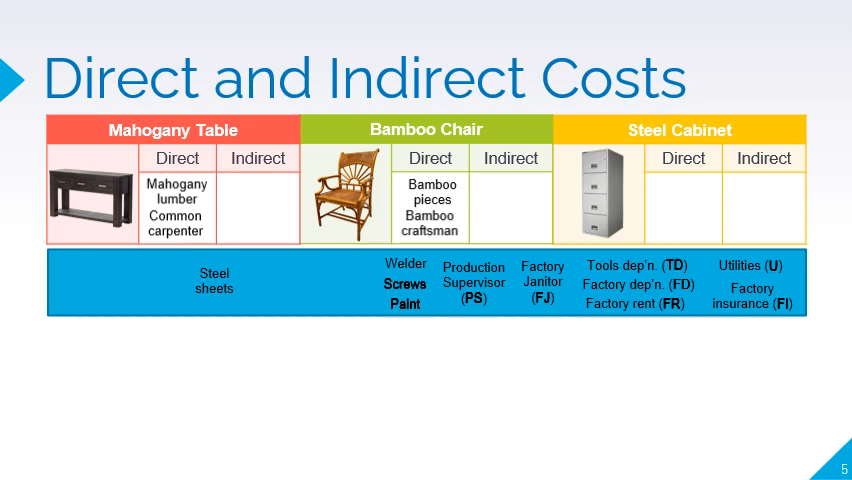 Direct and Indirect Costs
Mahogany Table
Bamboo Chair
Steel Cabinet
Direct
Indirect
Direct
Indirect
Direct
Indirect
Mahogany
lumber
Common
carpenter
Bamboo
pieces
Bamboo
craftsman
Steel
sheets
Welder
Screws
Paint
Production
Supervisor
(PS)
Factory
Janitor
(FJ)
Tools dep’n. (TD)
Factory dep’n. (FD)
Factory rent (FR)
Utilities (U)
Factory
insurance (FI)
5